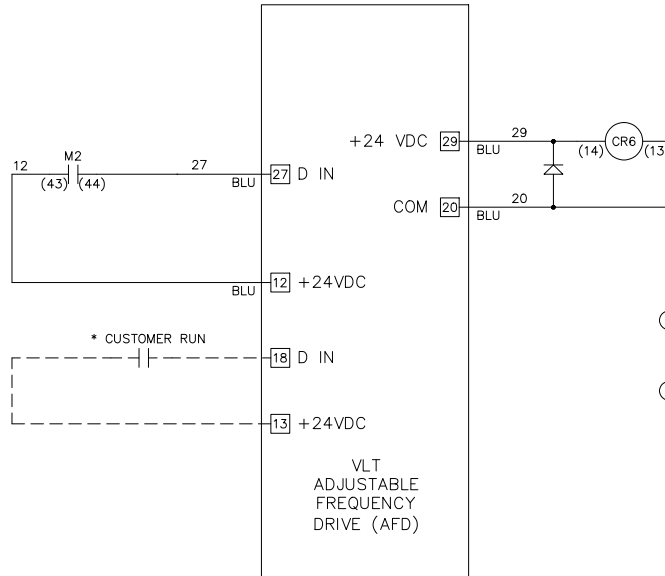 +24 VDC 29 29
BLU
(14) CR6 (13
12 M2 27
(43) (44) BLU 27 D IN
COM 20 20
BLU
BLU 12 +24VDC
* CUSTOMER RUN
18 D IN
13 +24VDC
VLT
ADJUSTABLE
FREQUENCY
DRIVE (AFD)